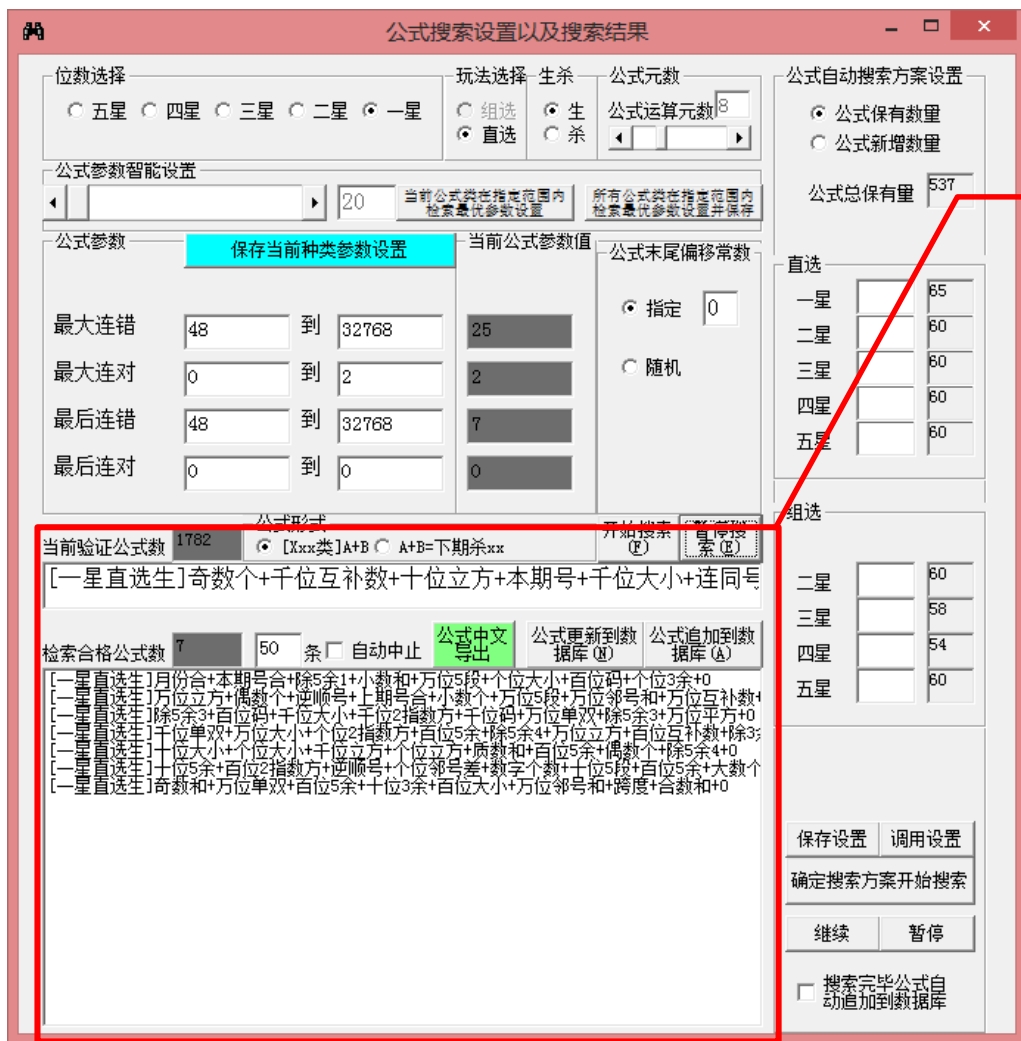 公式搜索设置以及搜索结果
位数选择
五星 四星 三星 二星 一星
玩法选择
组选
直选
生杀
生
杀
公式元数
公式运算元数 8
公式自动搜索方案设置
公式保有数量
公式新增数量
公式总保有量 537
公式参数智能设置
20
当前公式类在指定范围内
检索最优参数设置
所有公式类在指定范围内
检索最优参数设置并保存
公式参数
保存当前种类参数设置
当前公式参数值
最大连错 48 到 32768 25
最大连对 0 到 2 2
最后连错 48 到 32768 7
最后连对 0 到 0 0
公式末尾偏移常数
指定 0
随机
直选
一星 65
二星 60
三星 60
四星 60
五星 60
组选
二星 60
三星 58
四星 54
五星 60
当前验证公式数 1782
公式形式
[Xxx类]A+B A+B=下期杀xx
开始搜索
(F)
暂停搜
索(E)
[一星直选生]奇数个+千位互补数+十位立方+本期号+千位大小+连同号
检索合格公式数 7 50 条 自动中止
公式中文
导出
公式更新到数
据库(N)
公式追加到数
据库(A)
[一星直选生]月份合+本期号合+除5余1+小数和+万位5段+个位大小+百位码+个位3余+0
[一星直选生]万位立方+偶数个+逆顺号+上期号合+小数个+万位5段+万位邻号和+万位互补数+
[一星直选生]除5余3+百位码+千位大小+千位2指数方+千位码+万位单双+除5余3+万位平方+0
[一星直选生]千位单双+万位大小+个位2指数方+百位5余+除5余4+万位立方+百位互补数+除3
[一星直选生]十位大小+个位大小+千位立方+个位立方+质数和+百位5余+偶数个+除5余4+0
[一星直选生]十位5余+百位2指数方+逆顺号+个位邻号差+数字个数+十位5段+百位5余+大数个
[一星直选生]奇数和+万位单双+百位5余+十位3余+百位大小+万位邻号和+跨度+合数和+0
保存设置 调用设置
确定搜索方案开始搜索
继续 暂停
搜索完毕公式自
动追加到数据库